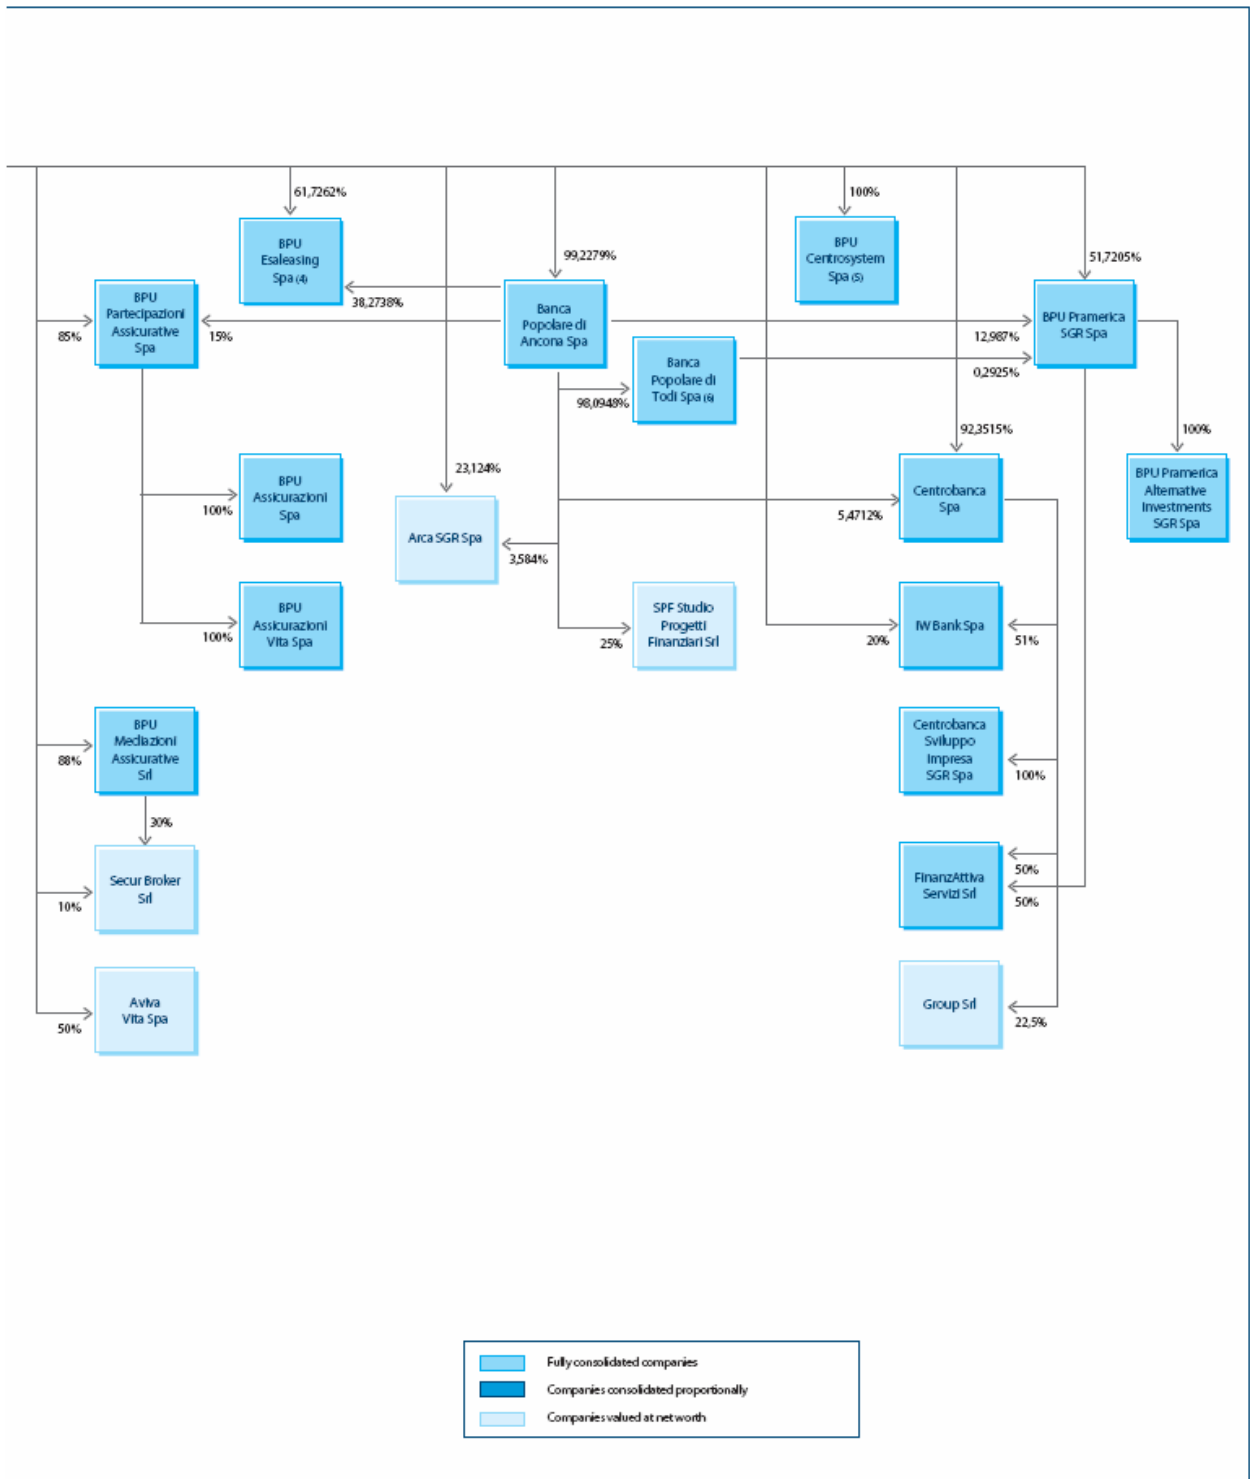 61,7262%
100%
BPU
Esaleasing
Spa (4)
BPU
Centrosystem
Spa (5)
99,2279%
51,7205%
38,2738%
BPU
Partecipazioni
Assicurative
Spa
85%
15%
Banca
Popolare di
Ancona Spa
12,987%
BPU Pramerica
SGR Spa
Banca
Popolare di
Todi Spa (6)
0,2925%
98,0948%
92,3515%
100%
23,124%
BPU
Assicurazioni
Spa
100%
Arca SGR Spa
3,584%
5,4712%
Centrobanca
Spa
BPU Pramerica
Alternative
Investments
SGR Spa
BPU
Assicurazioni
Vita Spa
100%
SPF Studio
Progetti
Finanziari Srl
25%
20%
IW Bank Spa
51%
BPU
Mediazioni
Assicurative
Srl
88%
Centrobanca
Sviluppo
Impresa
SGR Spa
100%
30%
Secur Broker
Srl
10%
FinanzAttiva
Servizi Srl
50%
50%
Aviva
Vita Spa
50%
Group Srl
22,5%
Fully consolidated companies
Companies consolidated proportionally
Companies valued at net worth